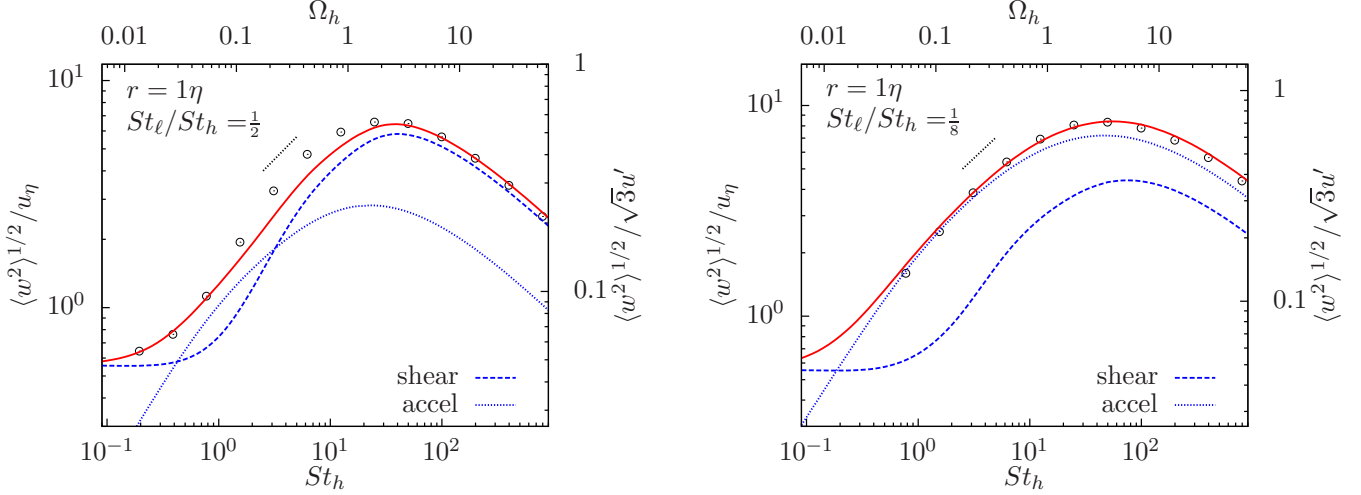 Ω_h
0.01 0.1 1 10
r = 1η
St_ℓ/St_h = 1/2
10^1
10^0
⟨w^2⟩^{1/2}/u_η
1
0.1
⟨w^2⟩^{1/2}/√3u′
shear
accel
10^{-1} 10^0 10^1 10^2
St_h
Ω_h
0.01 0.1 1 10
r = 1η
St_ℓ/St_h = 1/8
10^1
10^0
⟨w^2⟩^{1/2}/u_η
1
0.1
⟨w^2⟩^{1/2}/√3u′
shear
accel
10^{-1} 10^0 10^1 10^2
St_h